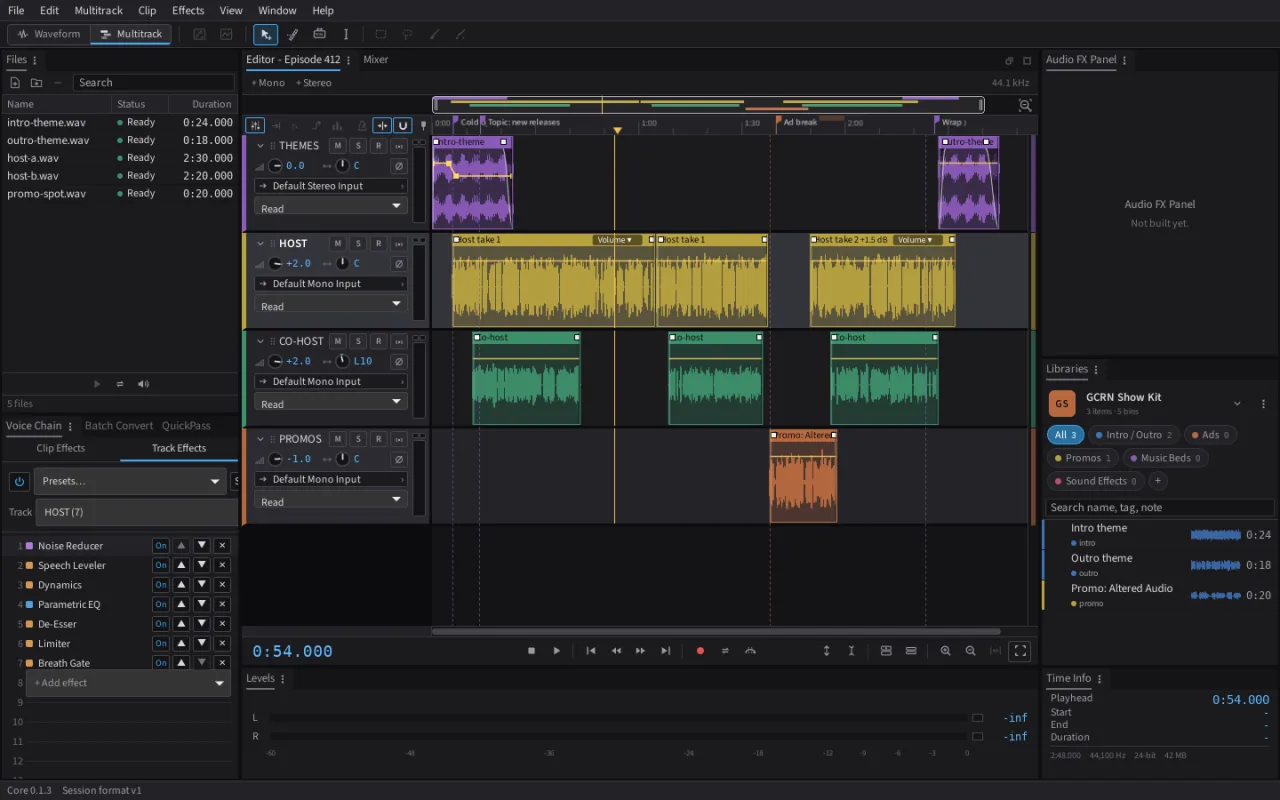 File Edit Multitrack Clip Effects View Window Help
Waveform Multitrack
Files
Search
Name Status Duration
intro-theme.wav Ready 0:24.000
outro-theme.wav Ready 0:18.000
host-a.wav Ready 2:30.000
host-b.wav Ready 2:20.000
promo-spot.wav Ready 0:20.000
5 files
Voice Chain Batch Convert QuickPass
Clip Effects Track Effects
Presets...
Track HOST (7)
1 Noise Reducer On
2 Speech Leveler On
3 Dynamics On
4 Parametric EQ On
5 De-Esser On
6 Limiter On
7 Breath Gate On
8 + Add effect
9
10
11
12
Editor - Episode 412 Mixer
+ Mono + Stereo 44.1 kHz
0:00 Cold Topic: new releases 1:00 1:30 Ad break 2:00 Wrap
THEMES M S R
0.0 C Ø
Default Stereo Input
Read
ntro-theme
utro-the
HOST M S R
+2.0 C Ø
Default Mono Input
Read
Host take 1 Volume
Host take 1
Host take 2 +1.5 dB Volume
CO-HOST M S R
+2.0 L10 Ø
Default Mono Input
Read
o-host
o-host
o-host
PROMOS M S R
-1.0 C Ø
Default Mono Input
Read
romo: Altered
0:54.000
Levels
L -inf
R -inf
-60 -48 -36 -24 -18 -12 -9 -6 -3 0
Audio FX Panel
Audio FX Panel
Not built yet.
Libraries
GS GCRN Show Kit
3 items · 5 bins
All 3 Intro / Outro 2 Ads 0
Promos 1 Music Beds 0
Sound Effects 0 +
Search name, tag, note
Intro theme
intro 0:24
Outro theme
outro 0:18
Promo: Altered Audio
promo 0:20
Time Info
Playhead 0:54.000
Start -
End -
Duration -
2:48.000 44,100 Hz 24-bit 42 MB
Core 0.1.3 Session format v1